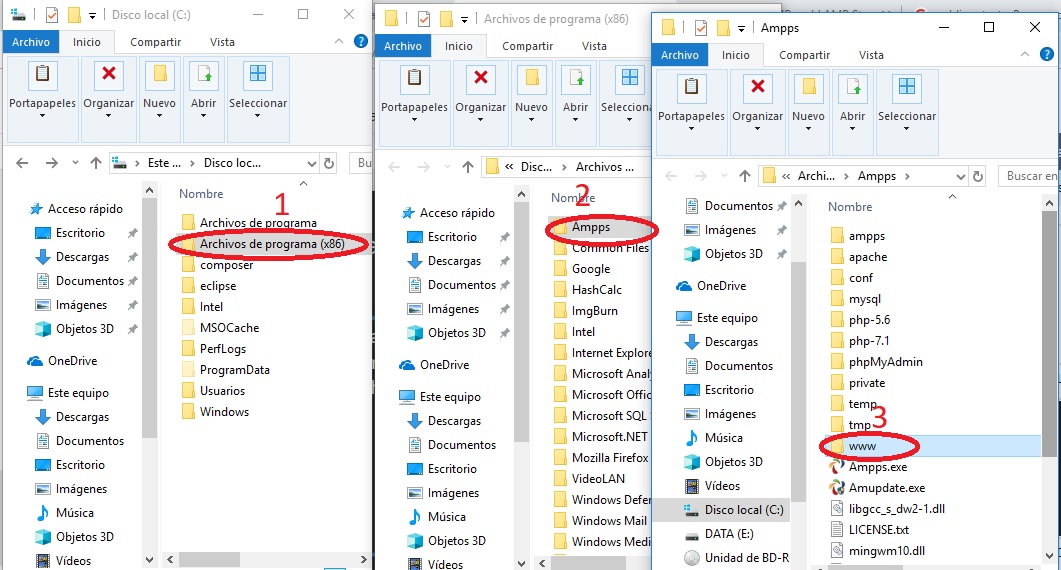 Disco local (C:)
Archivo Inicio Compartir Vista
Portapapeles Organizar Nuevo Abrir Seleccionar
Este ... Disco loc... Bu
Nombre
1
Acceso rápido
Escritorio
Descargas
Documentos
Imágenes
Objetos 3D
OneDrive
Este equipo
Descargas
Documentos
Escritorio
Imágenes
Música
Objetos 3D
Vídeos
Archivos de programa
Archivos de programa (x86)
composer
eclipse
Intel
MSOCache
PerfLogs
ProgramData
Usuarios
Windows
Archivos de programa (x86)
Archivo Inicio Compartir Vista
Portapapeles Organizar Nuevo Abrir Seleccionar
« Disc... Archivos ...
Nombre
2
Acceso rápido
Escritorio
Descargas
Documentos
Imágenes
Objetos 3D
OneDrive
Este equipo
Descargas
Documentos
Escritorio
Imágenes
Música
Objetos 3D
Vídeos
Ampps
Common Files
Google
HashCalc
ImgBurn
Intel
Internet Explore
Microsoft Analy
Microsoft Offic
Microsoft SQL
Microsoft.NET
Mozilla Firefox
VideoLAN
Windows Defen
Windows Mail
Windows Medi
Ampps
Archivo Inicio Compartir Vista
Portapapeles Organizar Nuevo Abrir Seleccionar
« Archi... Ampps Buscar en
Nombre
Documentos
Imágenes
Objetos 3D
OneDrive
Este equipo
Descargas
Documentos
Escritorio
Imágenes
Música
Objetos 3D
Vídeos
Disco local (C:)
DATA (E:)
Unidad de BD-R
ampps
apache
conf
mysql
php-5.6
php-7.1
phpMyAdmin
private
temp
tmp
3
www
Ampps.exe
Amupdate.exe
libgcc_s_dw2-1.dll
LICENSE.txt
mingwm10.dll